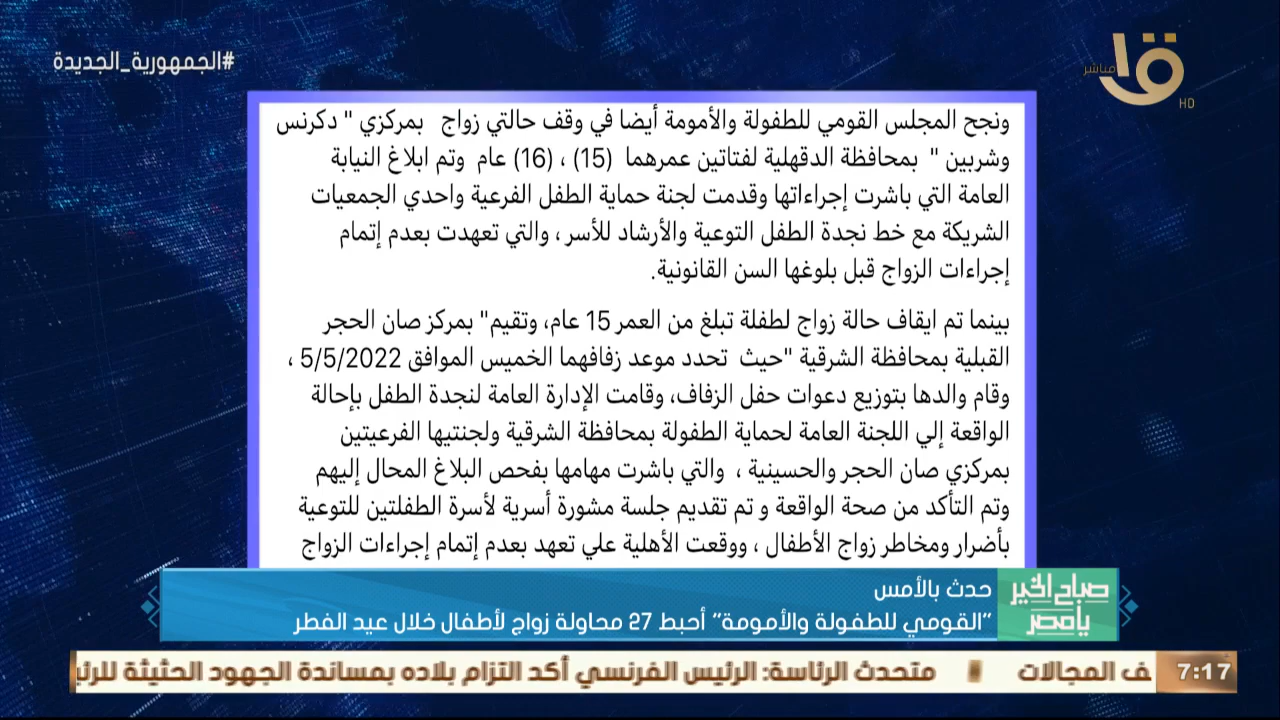 #الجمهورية_الجديدة
مباشر
HD
ونجح المجلس القومي للطفولة والأمومة أيضا في وقف حالتي زواج بمركزي " دكرنس
وشربين " بمحافظة الدقهلية لفتاتين عمرهما (15) ، (16) عام وتم ابلاغ النيابة
العامة التي باشرت إجراءاتها وقدمت لجنة حماية الطفل الفرعية واحدي الجمعيات
الشريكة مع خط نجدة الطفل التوعية والأرشاد للأسر ، والتي تعهدت بعدم إتمام
إجراءات الزواج قبل بلوغها السن القانونية.
بينما تم ايقاف حالة زواج لطفلة تبلغ من العمر 15 عام، وتقيم" بمركز صان الحجر
القبلية بمحافظة الشرقية "حيث تحدد موعد زفافهما الخميس الموافق 5/5/2022 ،
وقام والدها بتوزيع دعوات حفل الزفاف، وقامت الإدارة العامة لنجدة الطفل بإحالة
الواقعة إلي اللجنة العامة لحماية الطفولة بمحافظة الشرقية ولجنتيها الفرعيتين
بمركزي صان الحجر والحسينية ، والتي باشرت مهامها بفحص البلاغ المحال إليهم
وتم التأكد من صحة الواقعة و تم تقديم جلسة مشورة أسرية لأسرة الطفلتين للتوعية
بأضرار ومخاطر زواج الأطفال ، ووقعت الأهلية علي تعهد بعدم إتمام إجراءات الزواج
صباح الخير
يا مصر
حدث بالأمس
"القومي للطفولة والأمومة" أحبط 27 محاولة زواج لأطفال خلال عيد الفطر
7:17
ـف المجالات متحدث الرئاسة: الرئيس الفرنسي أكد التزام بلاده بمساندة الجهود الحثيثة للرئي